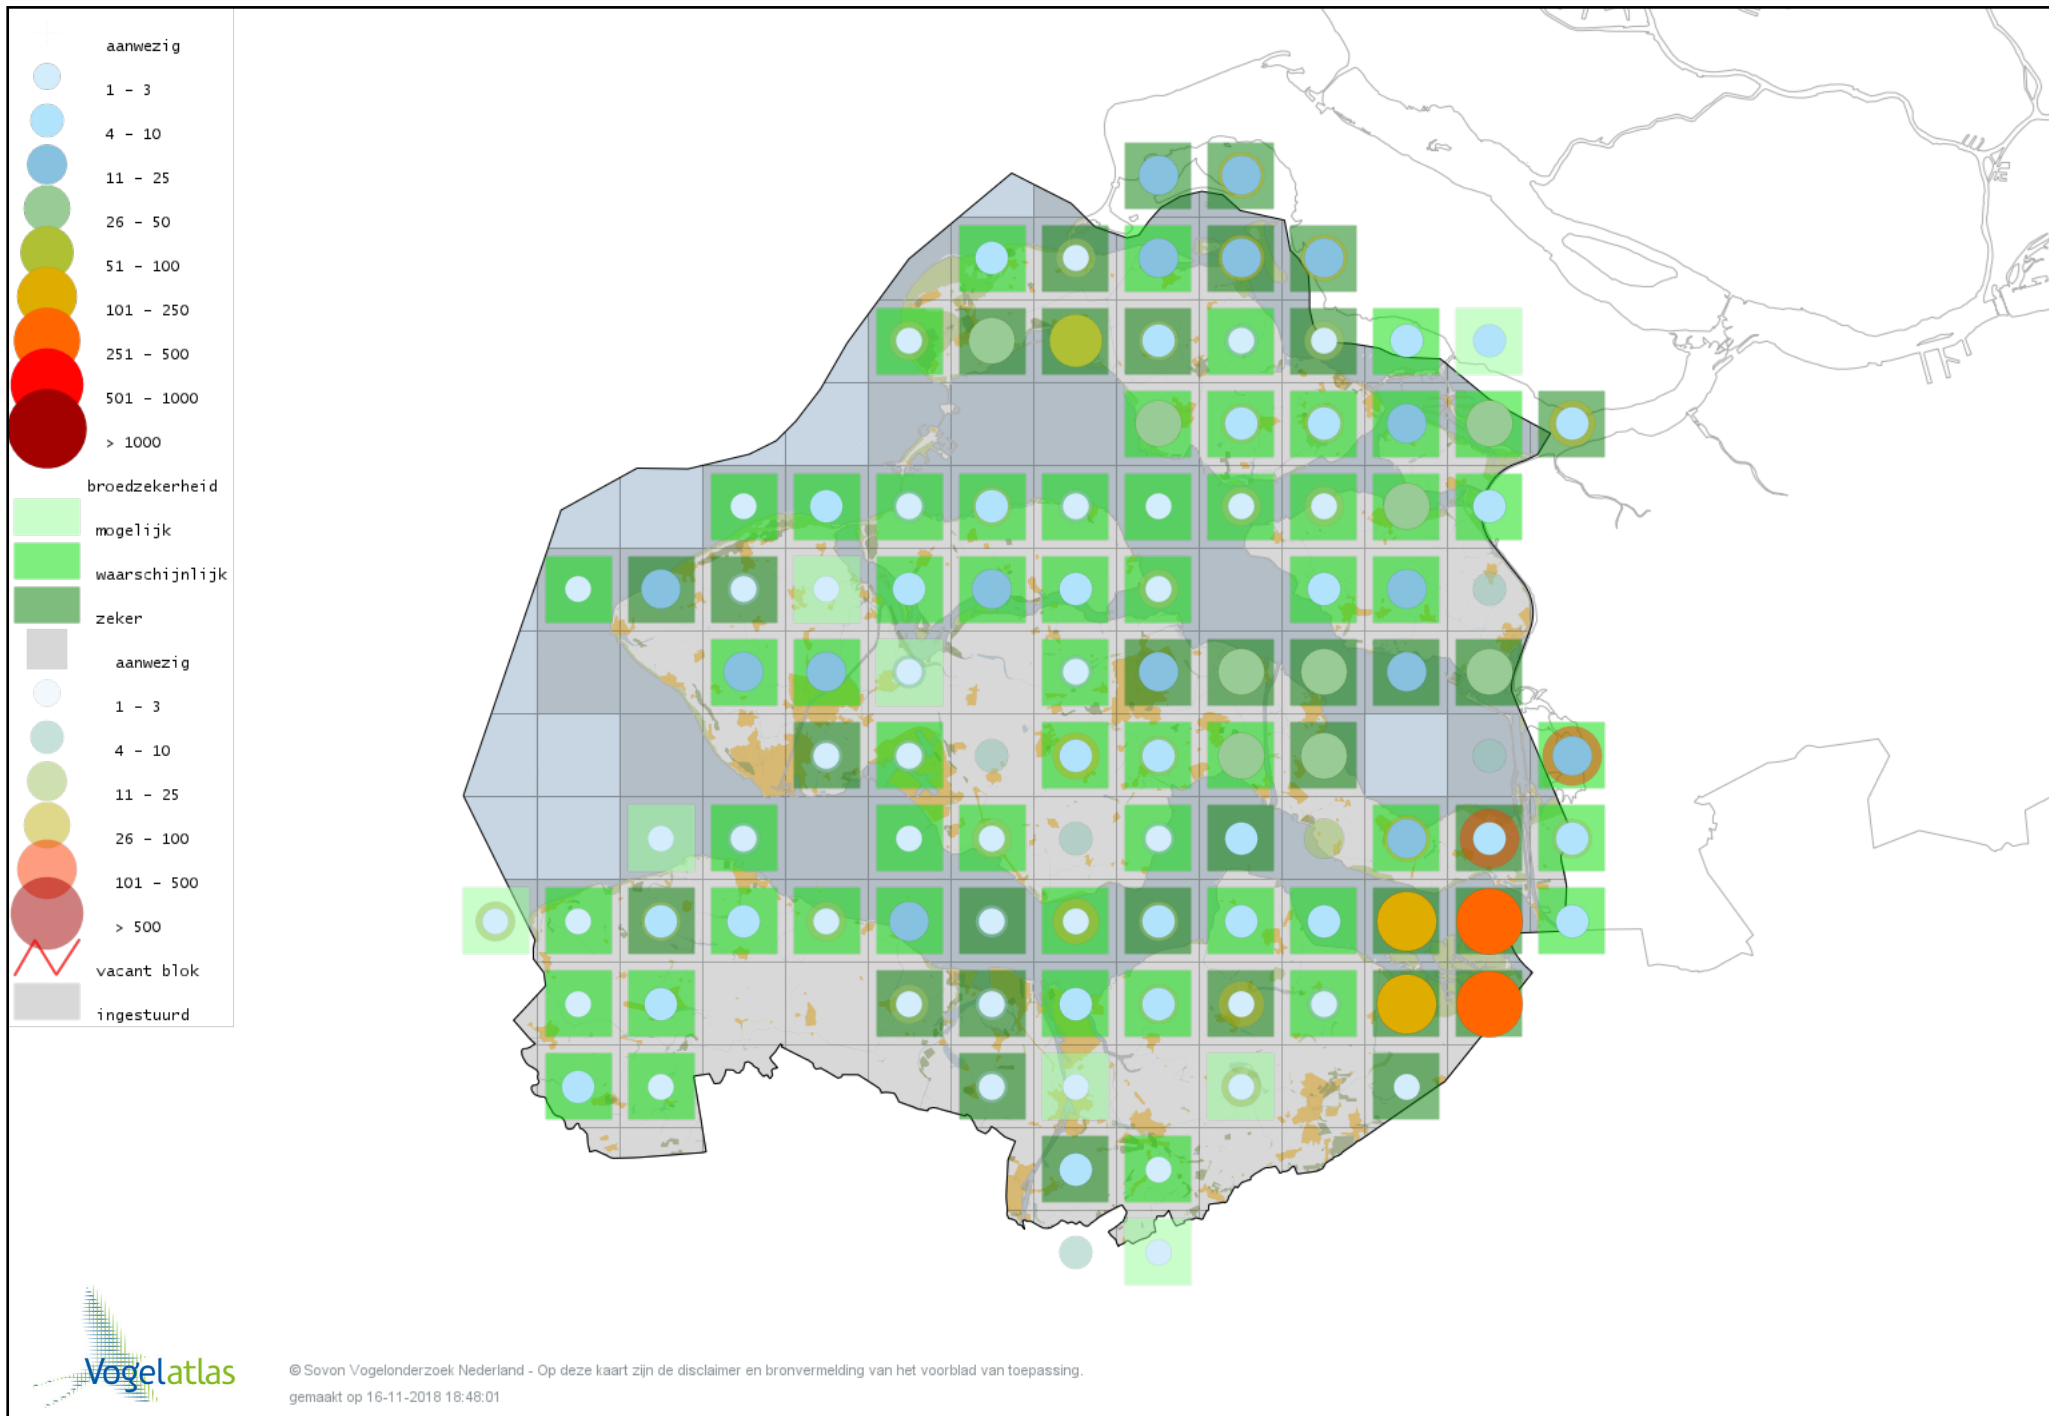 aanwezig
1 - 3
4 - 10
11 - 25
26 - 50
51 - 100
101 - 250
251 - 500
501 - 1000
> 1000
broedzekerheid
mogelijk
waarschijnlijk
zeker
aanwezig
1 - 3
4 - 10
11 - 25
26 - 100
101 - 500
> 500
vacant blok
ingestuurd
Vogelatlas
© Sovon Vogelonderzoek Nederland - Op deze kaart zijn de disclaimer en bronvermelding van het voorblad van toepassing.
gemaakt op 16-11-2018 18:48:01